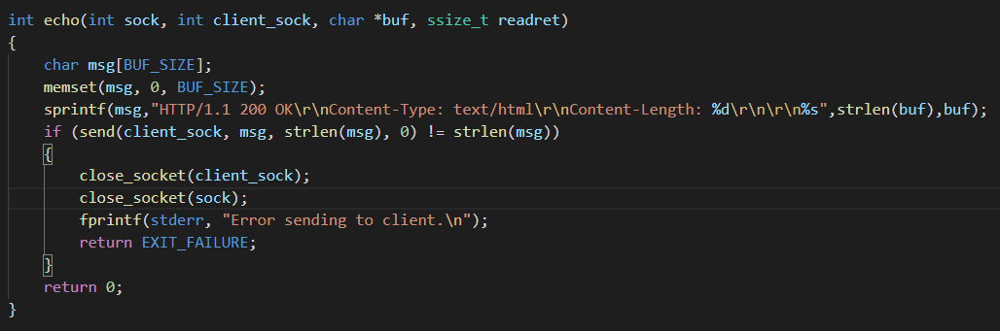 int echo(int sock, int client_sock, char *buf, ssize_t readret)
{
    char msg[BUF_SIZE];
    memset(msg, 0, BUF_SIZE);
    sprintf(msg,"HTTP/1.1 200 OK\r\nContent-Type: text/html\r\nContent-Length: %d\r\n\r\n%s",strlen(buf),buf);
    if (send(client_sock, msg, strlen(msg), 0) != strlen(msg))
    {
        close_socket(client_sock);
        close_socket(sock);
        fprintf(stderr, "Error sending to client.\n");
        return EXIT_FAILURE;
    }
    return 0;
}